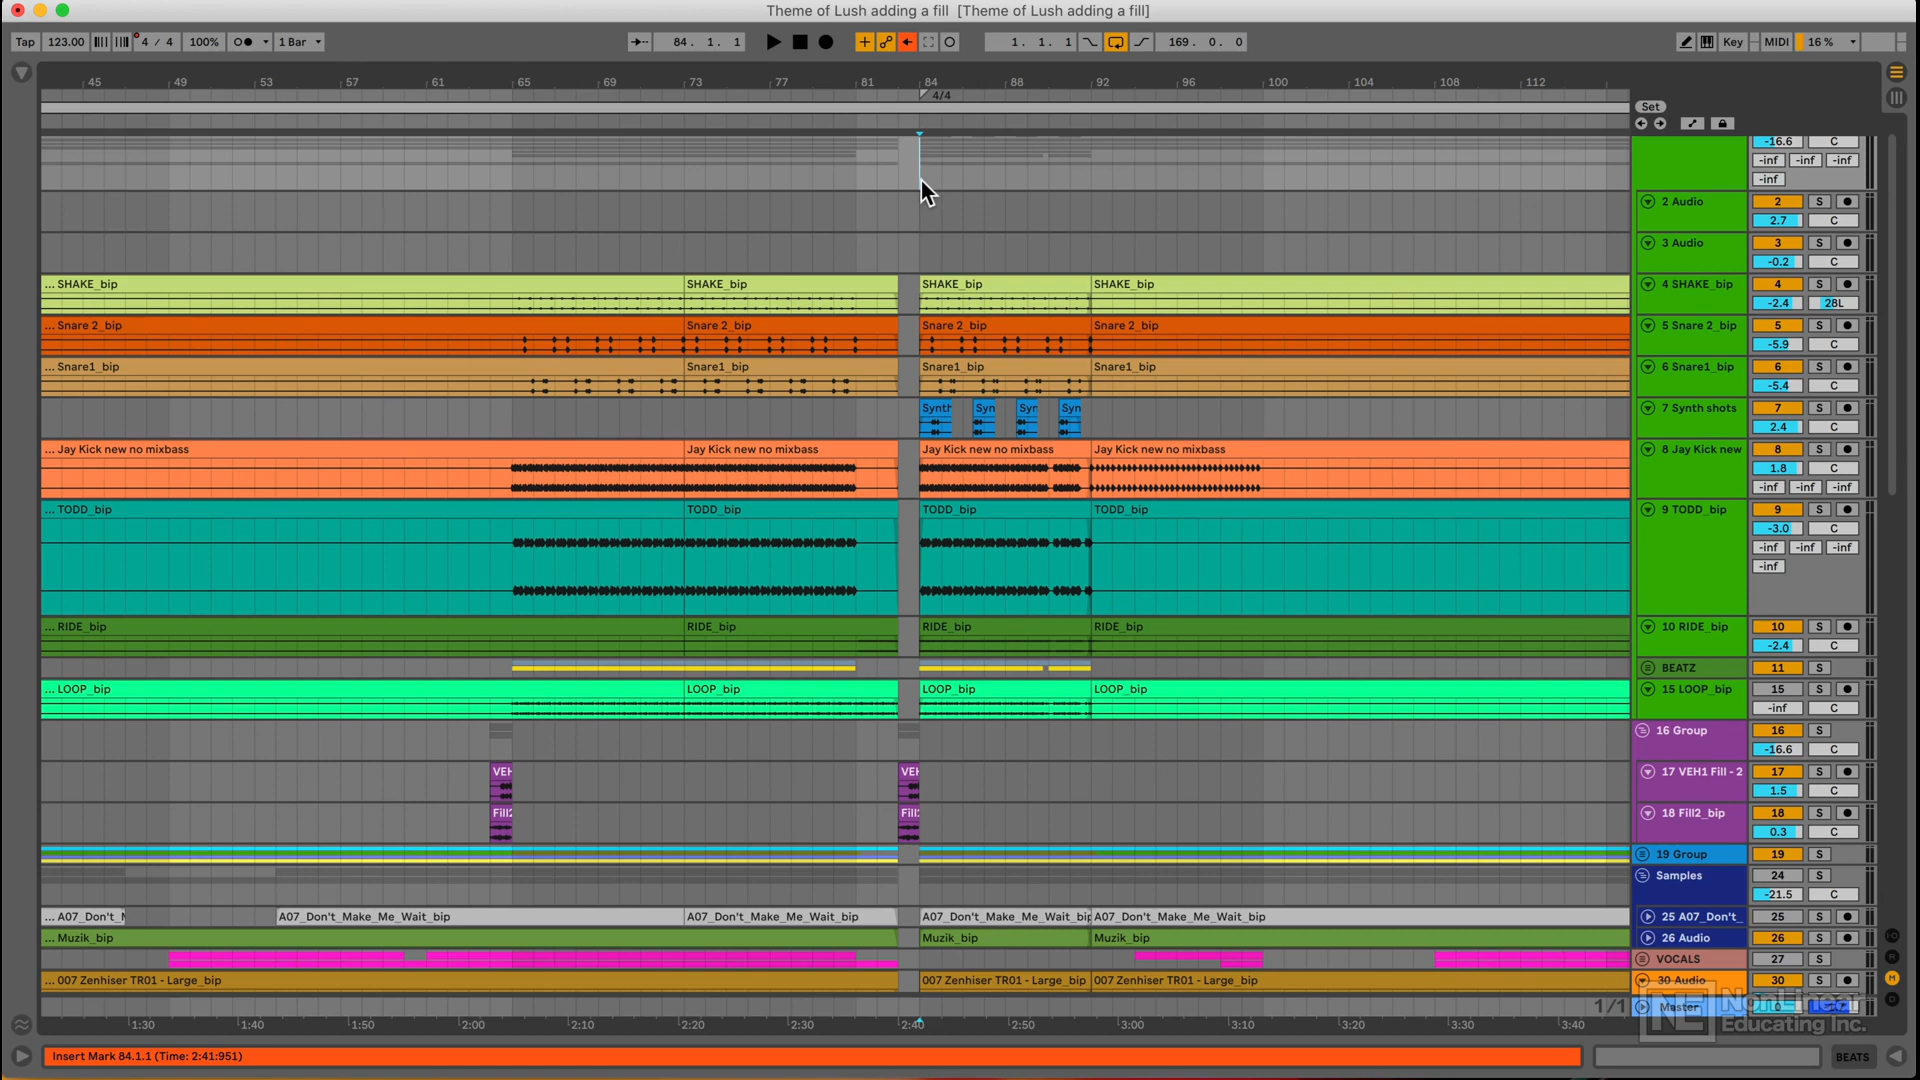 Theme of Lush adding a fill [Theme of Lush adding a fill]
Tap 123.00 4 / 4 100% 1 Bar 84. 1. 1 1. 1. 1 169. 0. 0 Key MIDI 16 %
45 49 53 57 61 65 69 73 77 81 84 88 92 96 100 104 108 112
4/4
Set
-16.6 C
-inf -inf -inf
-inf
2 Audio 2 S
2.7 C
3 Audio 3 S
-0.2 C
... SHAKE_bip SHAKE_bip SHAKE_bip SHAKE_bip 4 SHAKE_bip 4 S
-2.4 28L
... Snare 2_bip Snare 2_bip Snare 2_bip Snare 2_bip 5 Snare 2_bip 5 S
-5.9 C
... Snare1_bip Snare1_bip Snare1_bip Snare1_bip 6 Snare1_bip 6 S
-5.4 C
Synth Syn Syn Syn 7 Synth shots 7 S
2.4 C
... Jay Kick new no mixbass Jay Kick new no mixbass Jay Kick new no mixbass Jay Kick new no mixbass 8 Jay Kick new 8 S
1.8 C
-inf -inf -inf
... TODD_bip TODD_bip TODD_bip TODD_bip 9 TODD_bip 9 S
-3.0 C
-inf -inf -inf
-inf
... RIDE_bip RIDE_bip RIDE_bip RIDE_bip 10 RIDE_bip 10 S
-2.4 C
BEATZ 11 S
... LOOP_bip LOOP_bip LOOP_bip LOOP_bip 15 LOOP_bip 15 S
-inf C
16 Group 16 S
-16.6 C
VEH VEH 17 VEH1 Fill - 2 17 S
1.5 C
Fill2 Fill2 18 Fill2_bip 18 S
0.3 C
19 Group 19 S
Samples 24 S
-21.5 C
... A07_Don't_M A07_Don't_Make_Me_Wait_bip A07_Don't_Make_Me_Wait_bip A07_Don't_Make_Me_Wait_bip A07_Don't_Make_Me_Wait_bip 25 A07_Don't_ 25 S
... Muzik_bip Muzik_bip Muzik_bip 26 Audio 26 S
VOCALS 27 S
... 007 Zenhiser TR01 - Large_bip 007 Zenhiser TR01 - Large_bip 007 Zenhiser TR01 - Large_bip 30 Audio 30 S
1/1 Master 0
1:30 1:40 1:50 2:00 2:10 2:20 2:30 2:40 2:50 3:00 3:10 3:20 3:30 3:40
NonLinear
Educating Inc.
Insert Mark 84.1.1 (Time: 2:41:951) BEATS